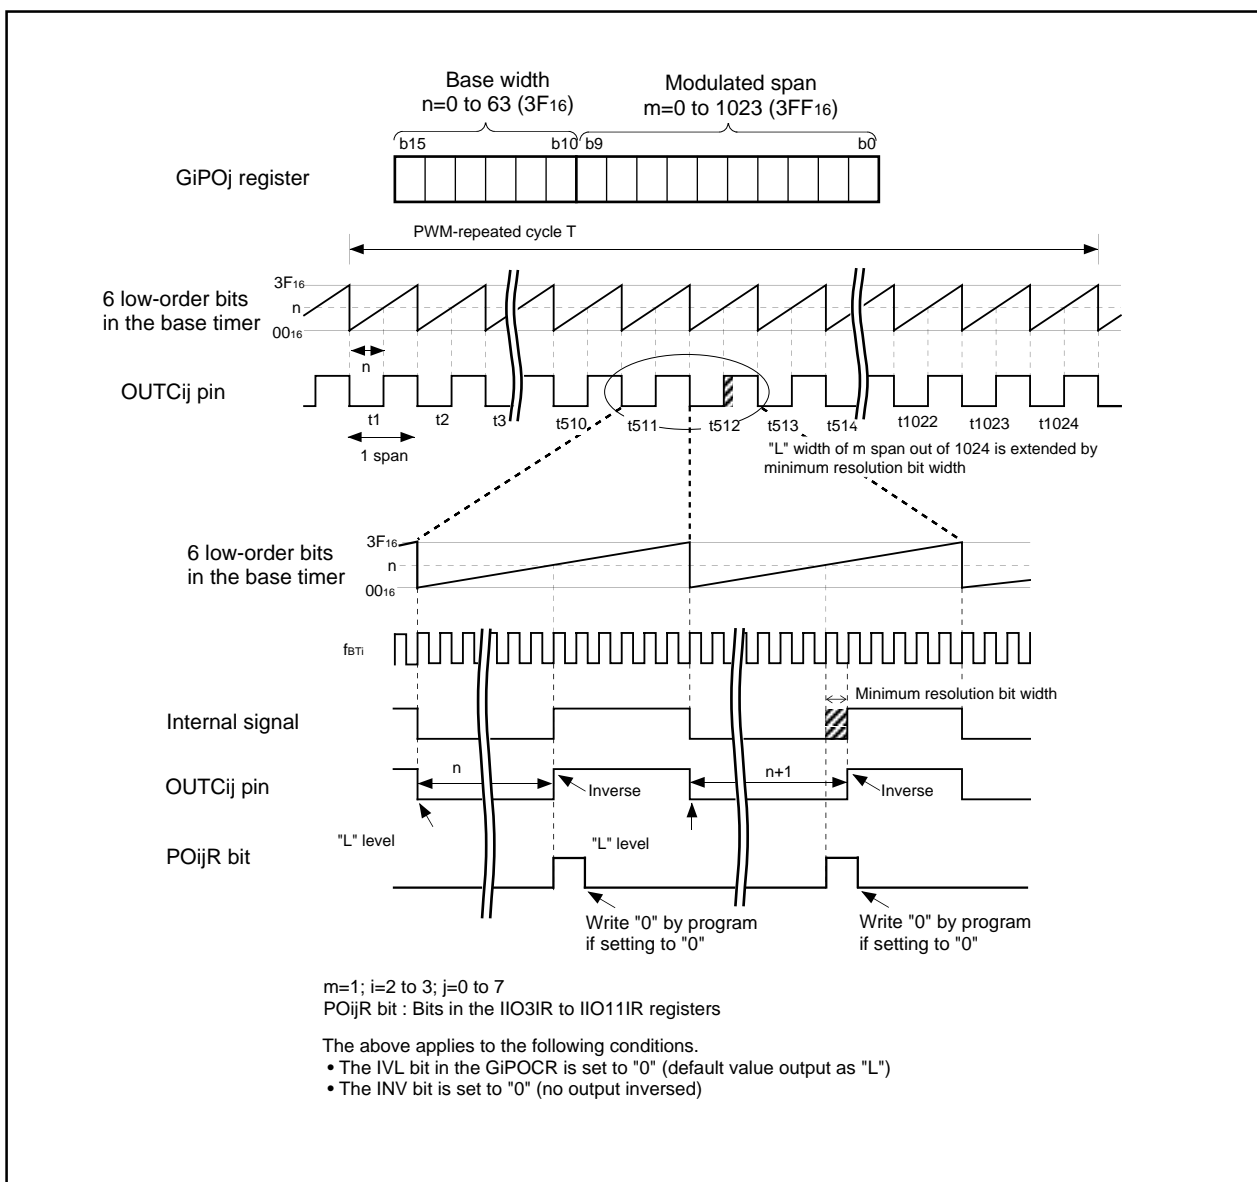 Base width
n=0 to 63 (3F16)
Modulated span
m=0 to 1023 (3FF16)
b15
b10
b9
b0
GiPOj register
PWM-repeated cycle T
6 low-order bits
in the base timer
3F16
n
0016
n
OUTCij pin
t1
t2
t3
t510
t511
t512
t513
t514
t1022
t1023
t1024
1 span
"L" width of m span out of 1024 is extended by
minimum resolution bit width
6 low-order bits
in the base timer
3F16
n
0016
fBTi
Minimum resolution bit width
Internal signal
OUTCij pin
n
Inverse
n+1
Inverse
"L" level
"L" level
POijR bit
Write "0" by program
if setting to "0"
Write "0" by program
if setting to "0"
m=1; i=2 to 3; j=0 to 7
POijR bit : Bits in the IIO3IR to IIO11IR registers
The above applies to the following conditions.
• The IVL bit in the GiPOCR is set to "0" (default value output as "L")
• The INV bit is set to "0" (no output inversed)